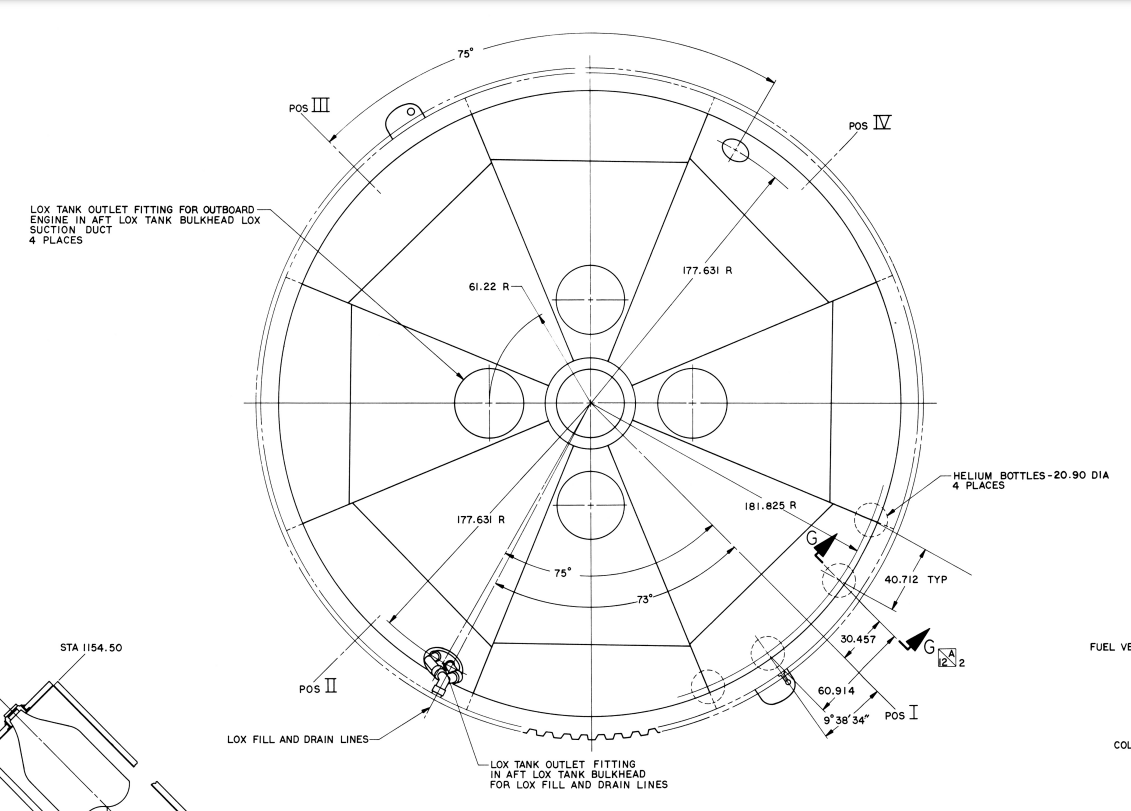 75°
POS III
POS IV
LOX TANK OUTLET FITTING FOR OUTBOARD
ENGINE IN AFT LOX TANK BULKHEAD LOX
SUCTION DUCT
4 PLACES
177.631 R
61.22 R
HELIUM BOTTLES-20.90 DIA
4 PLACES
177.631 R
181.825 R
G
75°
40.712 TYP
73°
30.457
G
A
12 2
STA 1154.50
FUEL VE
POS II
60.914
POS I
9°38'34"
LOX FILL AND DRAIN LINES
COL
LOX TANK OUTLET FITTING
IN AFT LOX TANK BULKHEAD
FOR LOX FILL AND DRAIN LINES